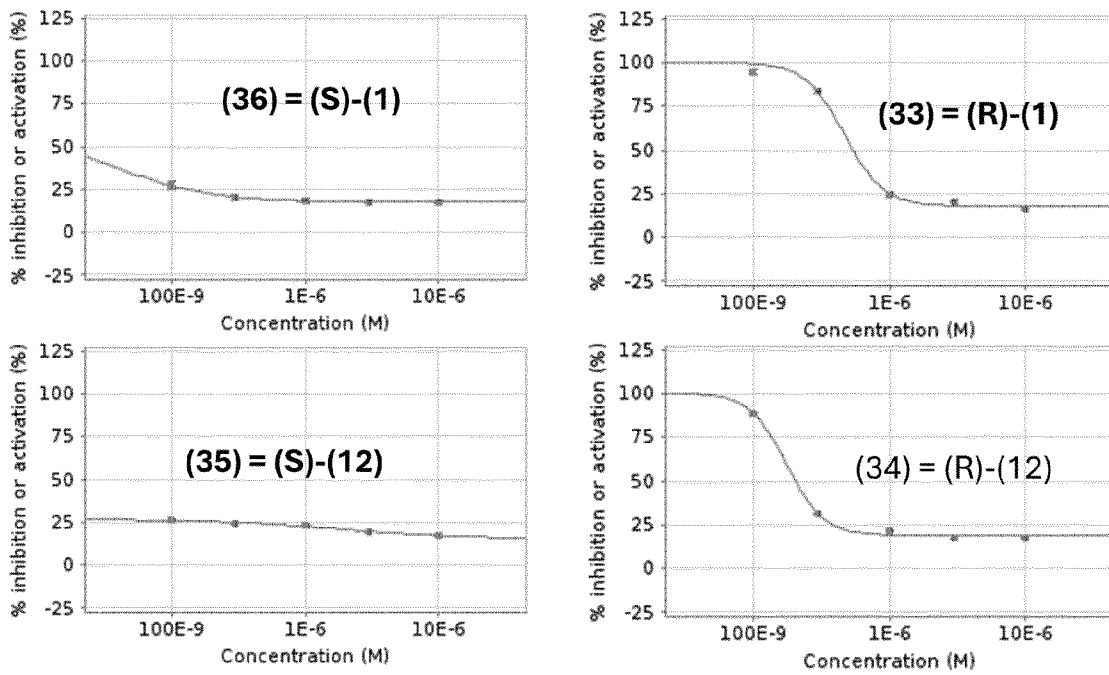 % inhibition or activation (%)
125
100
75
50
25
0
-25
(36) = (S)-(1)
100E-9 1E-6 10E-6
Concentration (M)
% inhibition or activation (%)
125
100
75
50
25
0
-25
(33) = (R)-(1)
100E-9 1E-6 10E-6
Concentration (M)
% inhibition or activation (%)
125
100
75
50
25
0
-25
(35) = (S)-(12)
100E-9 1E-6 10E-6
Concentration (M)
% inhibition or activation (%)
125
100
75
50
25
0
-25
(34) = (R)-(12)
100E-9 1E-6 10E-6
Concentration (M)